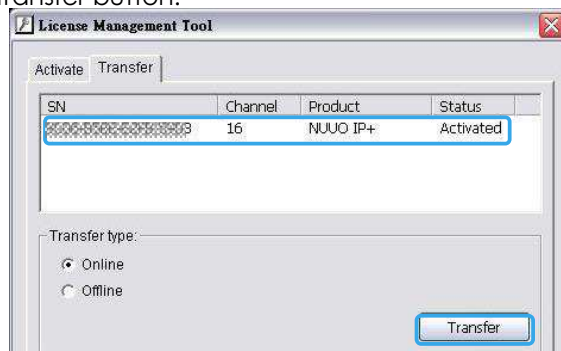 Transfer button.
License Management Tool
Activate Transfer
SN Channel Product Status
3 16 NUUO IP+ Activated
Transfer type:
Online
Offline
Transfer